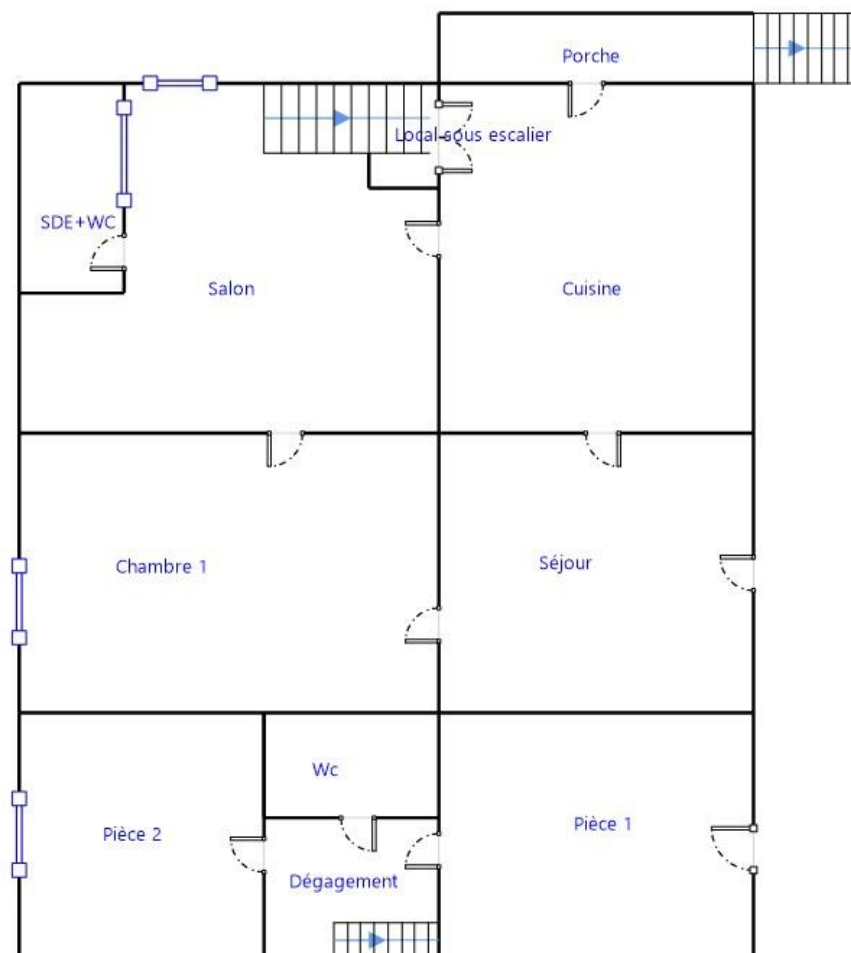 Porche
Local sous escalier
SDE+WC
Salon
Cuisine
Chambre 1
Séjour
Wc
Pièce 2
Pièce 1
Dégagement